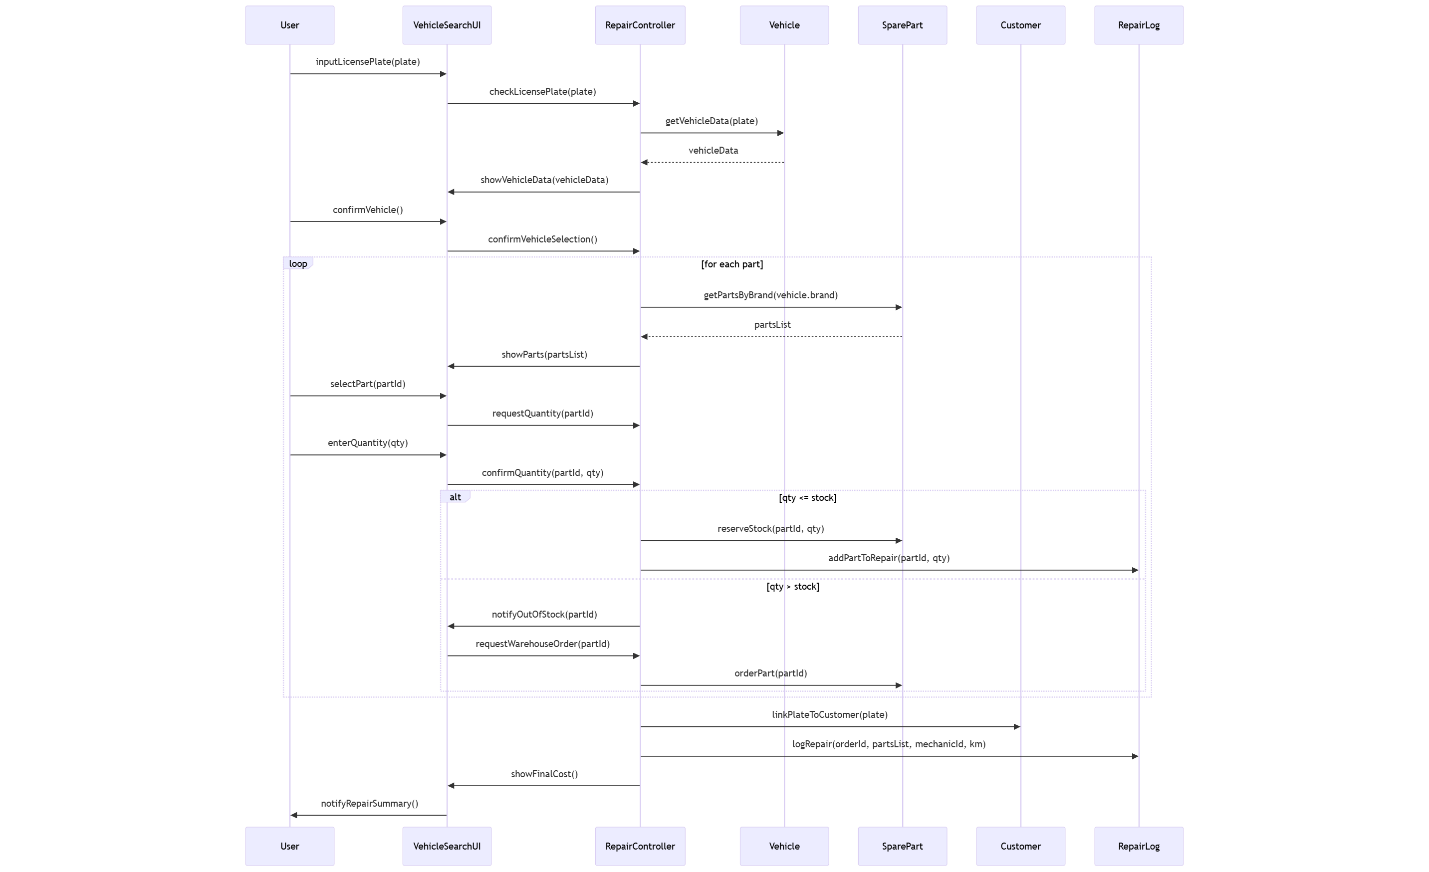 User VehicleSearchUI RepairController Vehicle SparePart Customer RepairLog
inputLicensePlate(plate)
checkLicensePlate(plate)
getVehicleData(plate)
vehicleData
showVehicleData(vehicleData)
confirmVehicle()
confirmVehicleSelection()
loop [for each part]
getPartsByBrand(vehicle.brand)
partsList
showParts(partsList)
selectPart(partId)
requestQuantity(partId)
enterQuantity(qty)
confirmQuantity(partId, qty)
alt [qty <= stock]
reserveStock(partId, qty)
addPartToRepair(partId, qty)
[qty > stock]
notifyOutOfStock(partId)
requestWarehouseOrder(partId)
orderPart(partId)
linkPlateToCustomer(plate)
logRepair(orderId, partsList, mechanicId, km)
showFinalCost()
notifyRepairSummary()
User VehicleSearchUI RepairController Vehicle SparePart Customer RepairLog